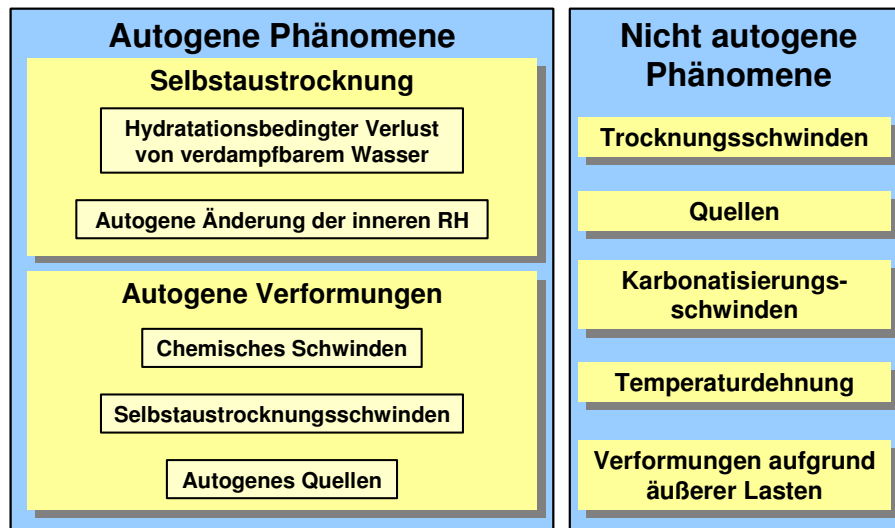 Autogene Phänomene
Selbstaustrocknung
Hydratationsbedingter Verlust
von verdampfbarem Wasser
Autogene Änderung der inneren RH
Autogene Verformungen
Chemisches Schwinden
Selbstaustrocknungsschwinden
Autogenes Quellen
Nicht autogene
Phänomene
Trocknungsschwinden
Quellen
Karbonatisierungs-
schwinden
Temperaturdehnung
Verformungen aufgrund
äußerer Lasten